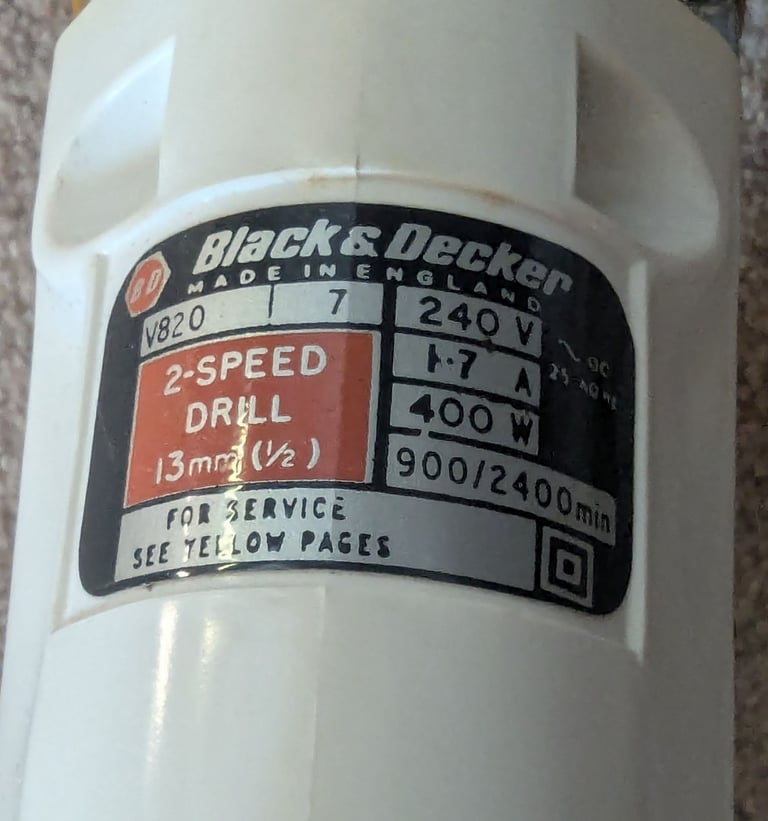 Black & Decker
BD
MADE IN ENGLAND
V820 7
240 V
1·7 A
400 W
900/2400min
2-SPEED
DRILL
13mm (½)
FOR SERVICE
SEE YELLOW PAGES